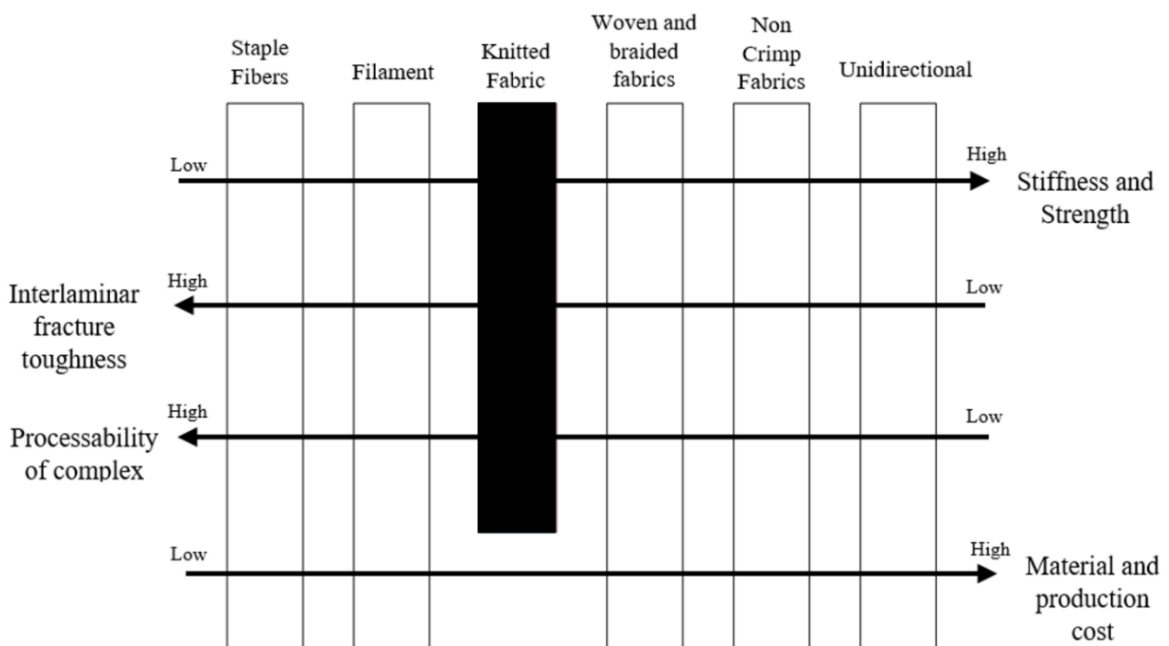 Staple
Fibers
Filament
Knitted
Fabric
Woven and
braided
fabrics
Non
Crimp
Fabrics
Unidirectional
Low
High
Stiffness and
Strength
Interlaminar
fracture
toughness
High
Low
Processability
of complex
High
Low
Low
High
Material and
production
cost